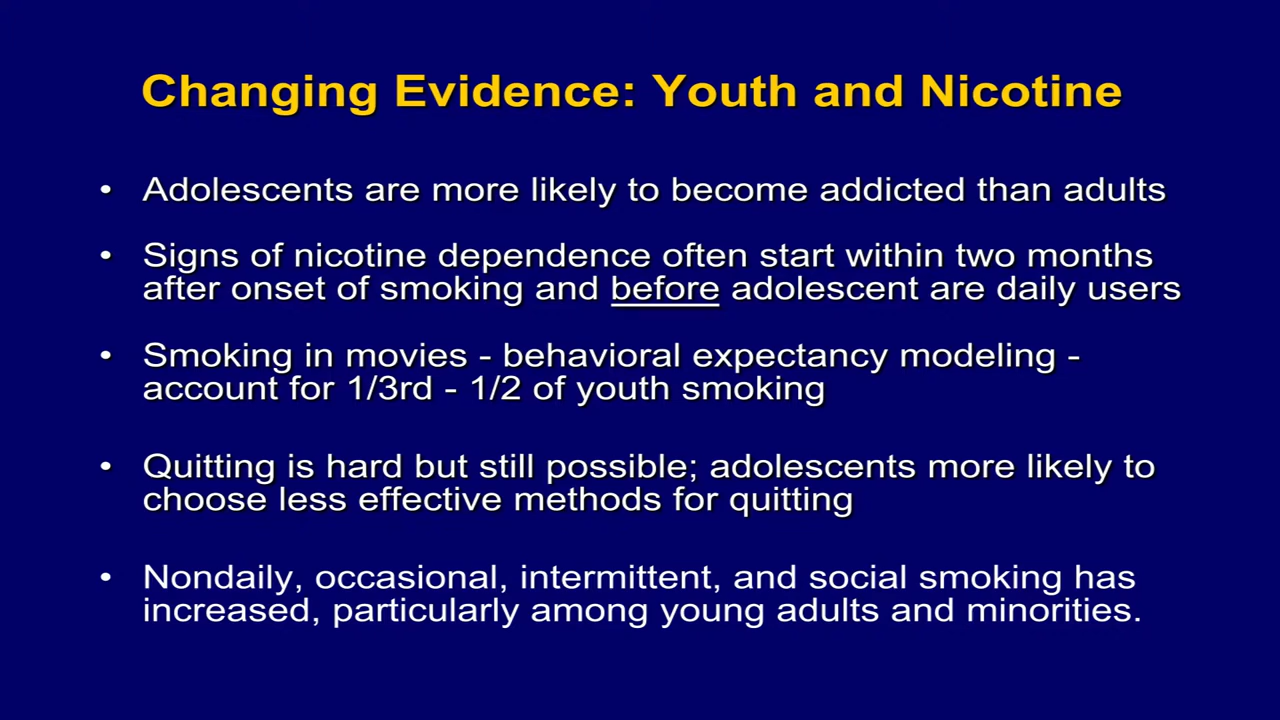 Changing Evidence: Youth and Nicotine
• Adolescents are more likely to become addicted than adults
• Signs of nicotine dependence often start within two months
after onset of smoking and before adolescent are daily users
• Smoking in movies - behavioral expectancy modeling -
account for 1/3rd - 1/2 of youth smoking
• Quitting is hard but still possible; adolescents more likely to
choose less effective methods for quitting
• Nondaily, occasional, intermittent, and social smoking has
increased, particularly among young adults and minorities.